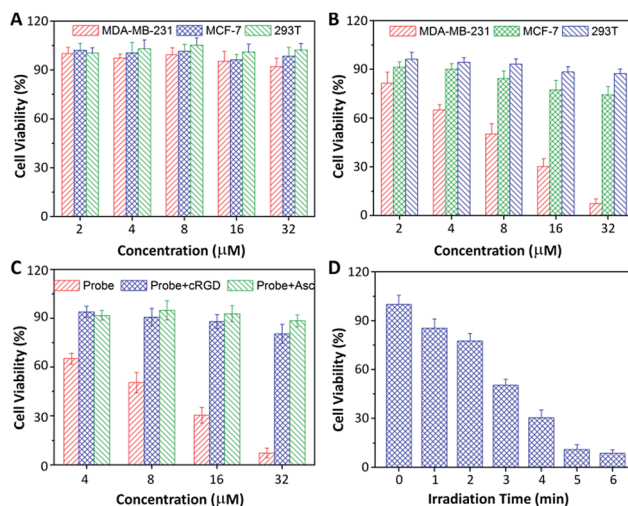 A
MDA-MB-231 MCF-7 293T
Cell Viability (%)
120
90
60
30
0
2 4 8 16 32
Concentration (μM)
B
MDA-MB-231 MCF-7 293T
Cell Viability (%)
120
90
60
30
0
2 4 8 16 32
Concentration (μM)
C
Probe Probe+cRGD Probe+Asc
Cell Viability (%)
120
90
60
30
0
4 8 16 32
Concentration (μM)
D
Cell Viability (%)
120
90
60
30
0
0 1 2 3 4 5 6
Irradiation Time (min)